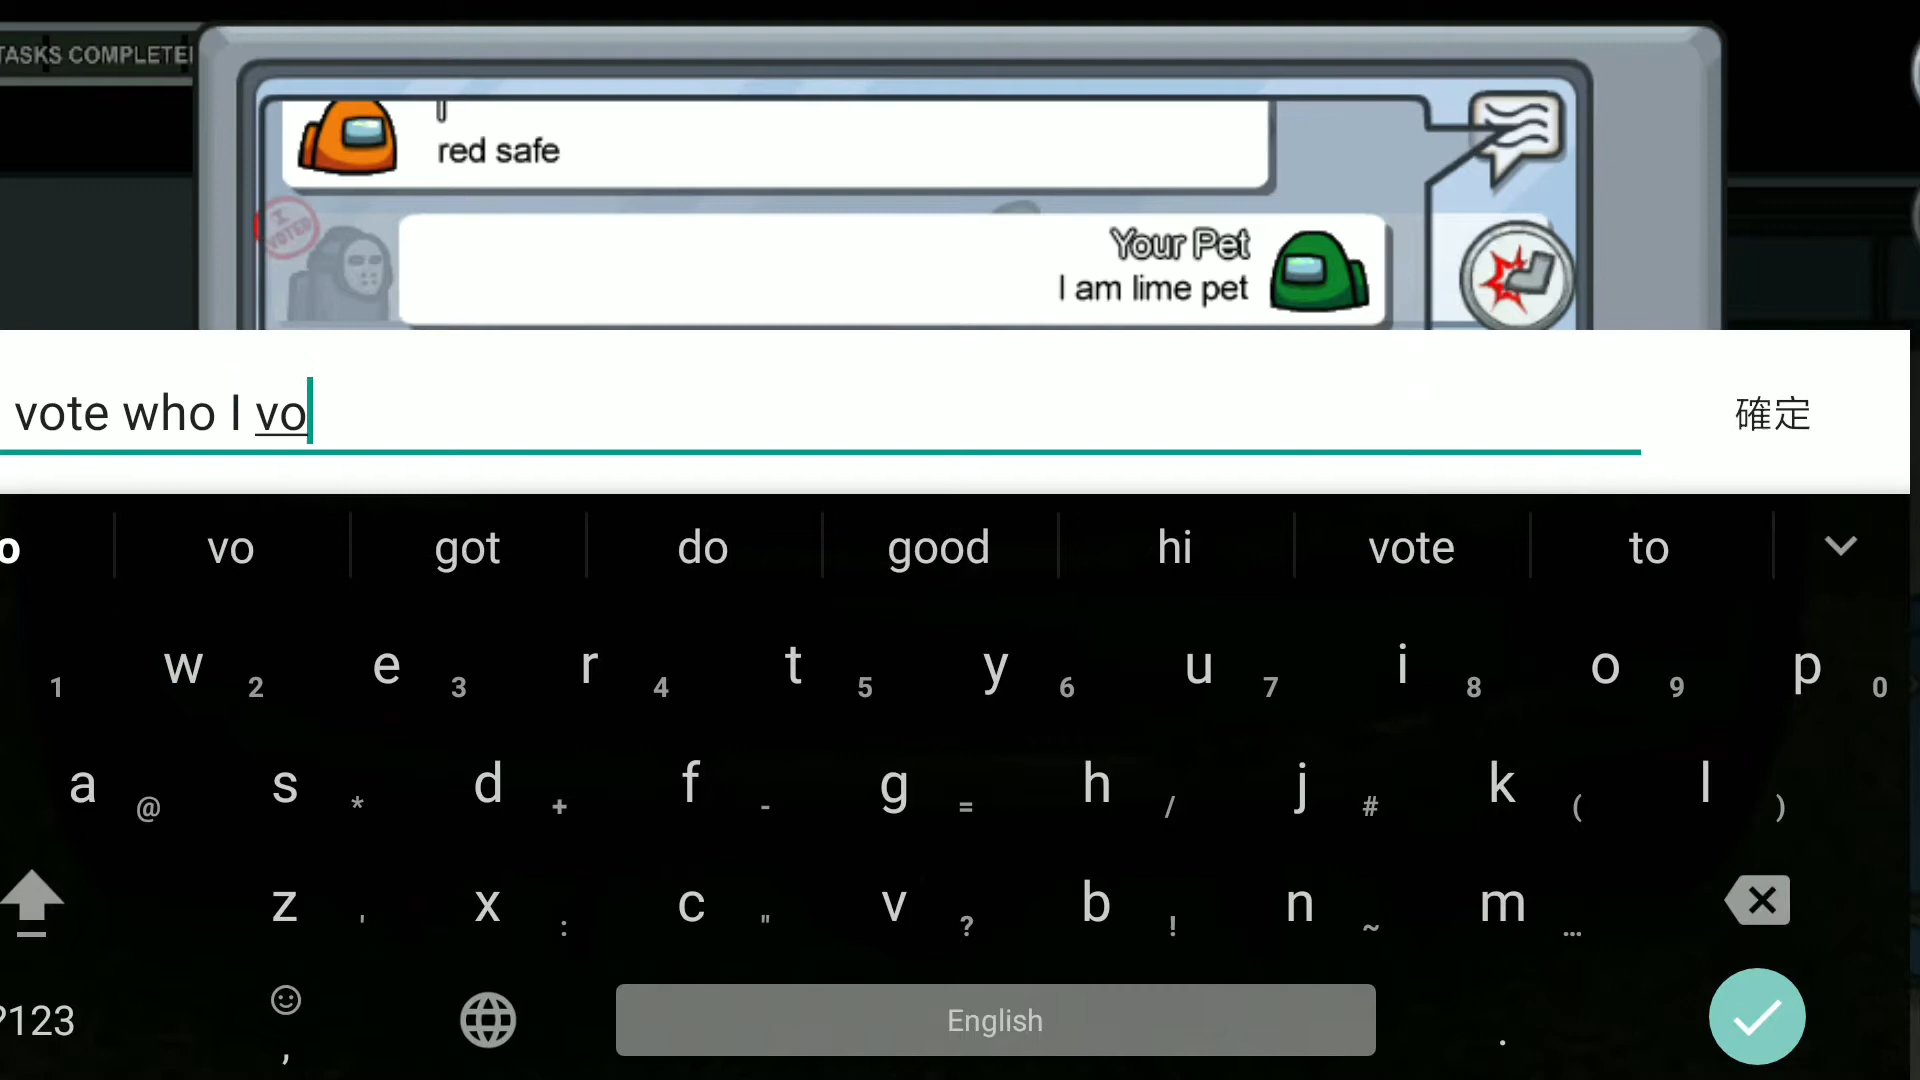 TASKS COMPLETE
red safe
I VOTED
Your Pet
I am lime pet
vote who I vo
確定
vo
got
do
good
hi
vote
to
1 w 2 e 3 r 4 t 5 y 6 u 7 i 8 o 9 p 0
a @ s * d + f - g = h / j # k ( l )
z ' x : c " v ? b ! n ~ m …
?123
,
English
.